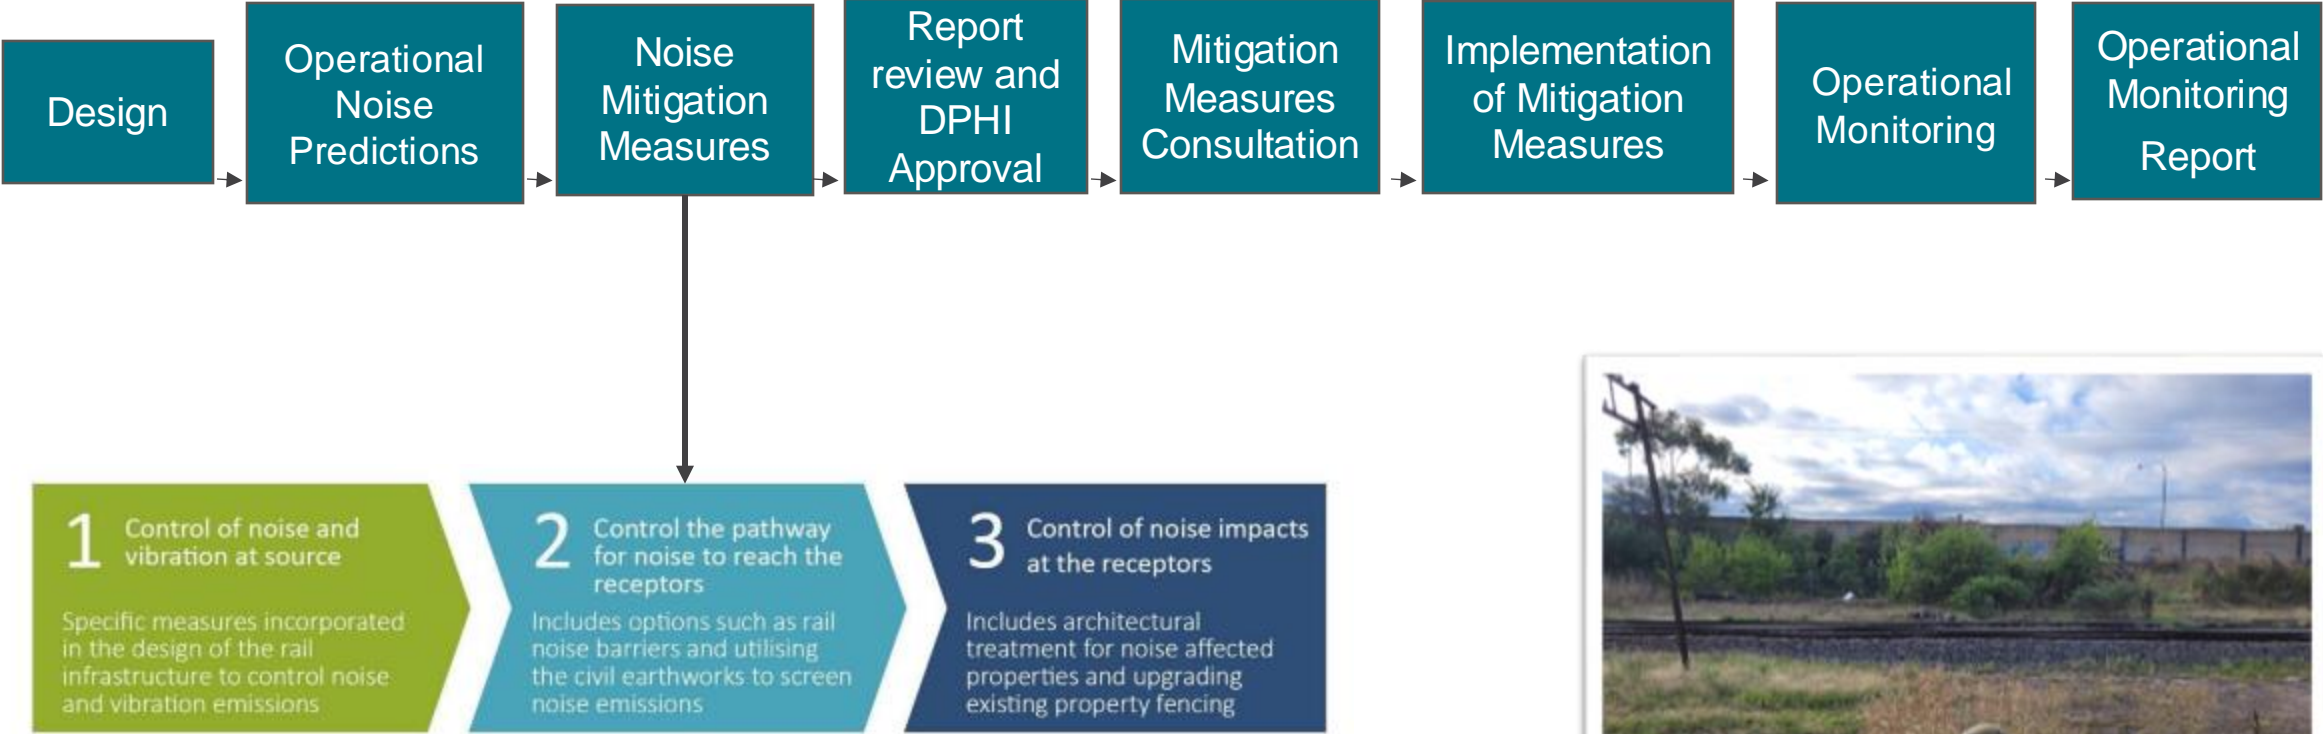 Design
Operational
Noise
Predictions
Noise
Mitigation
Measures
Report
review and
DPHI
Approval
Mitigation
Measures
Consultation
Implementation
of Mitigation
Measures
Operational
Monitoring
Operational
Monitoring
Report
1
Control of noise and
vibration at source
Specific measures incorporated
in the design of the rail
infrastructure to control noise
and vibration emissions
2
Control the pathway
for noise to reach the
receptors
Includes options such as rail
noise barriers and utilising
the civil earthworks to screen
noise emissions
3
Control of noise impacts
at the receptors
Includes architectural
treatment for noise affected
properties and upgrading
existing property fencing